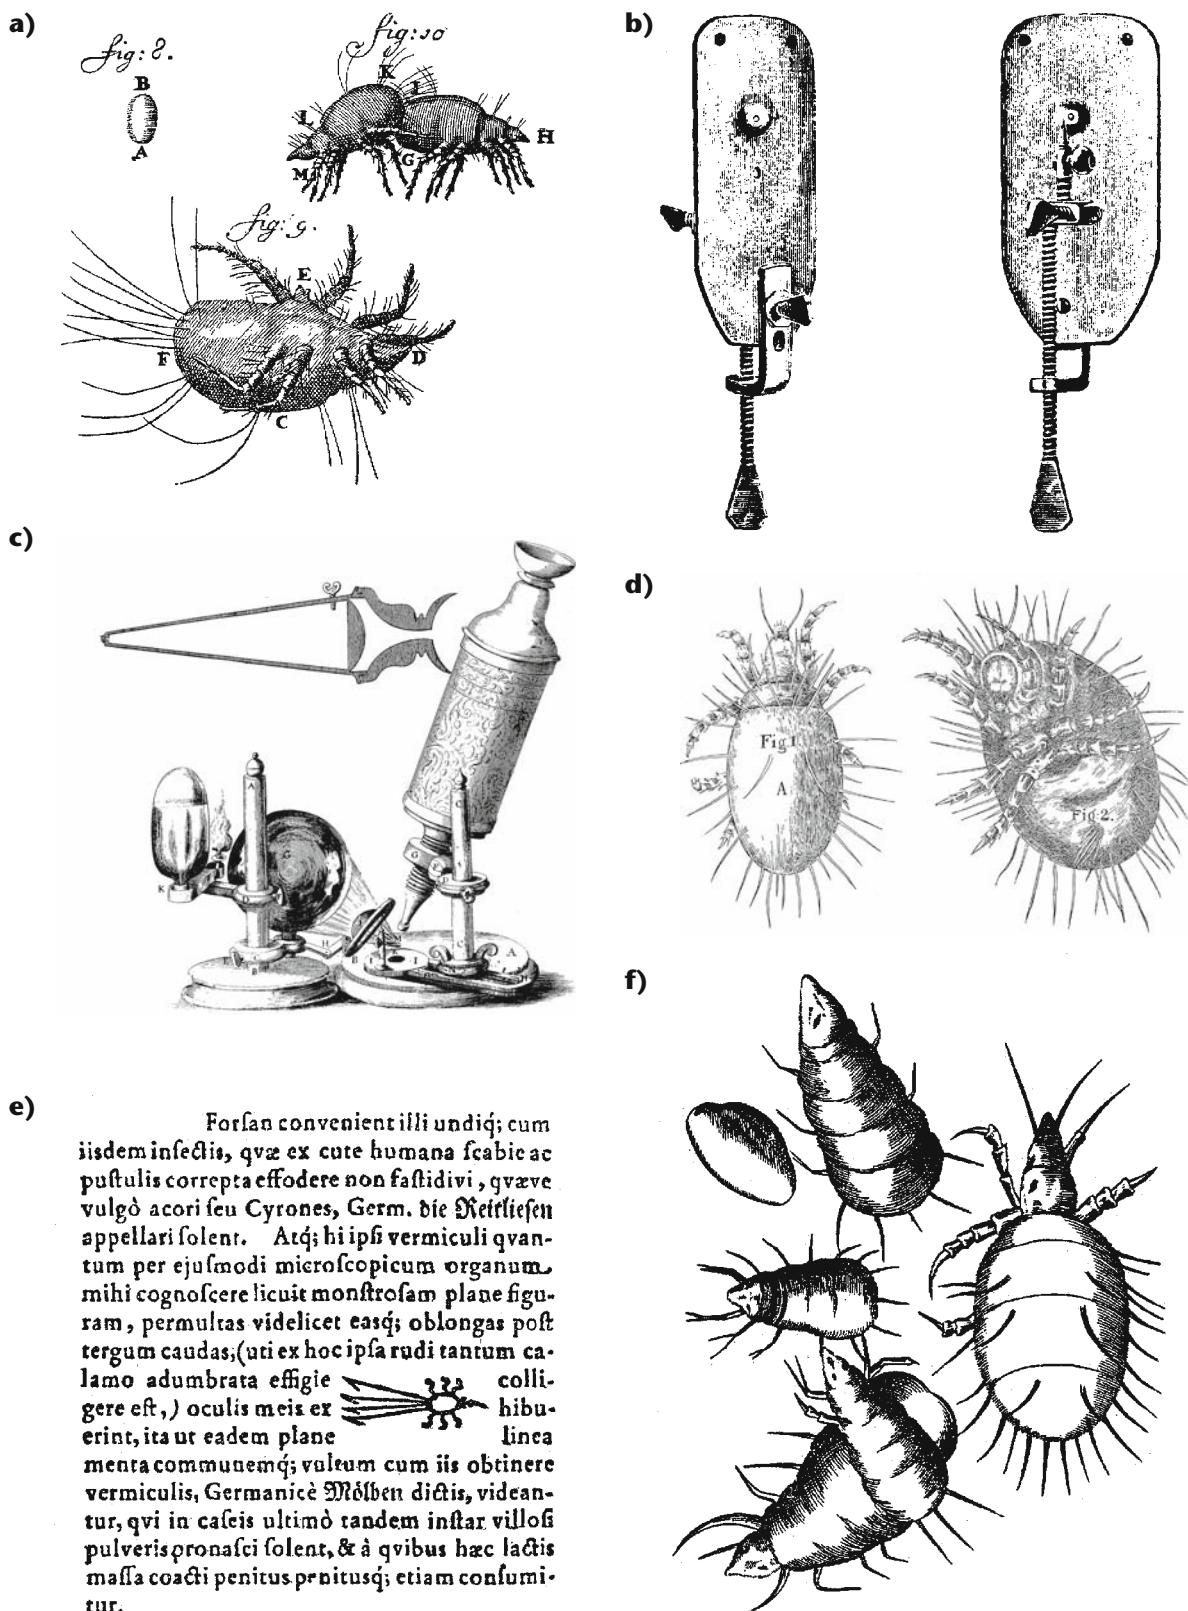 a)
fig: 8.
B
A
fig: 10
K
I
L
H
G
M
fig: 9.
E
F
D
C
b)
c)
A
G
K
D
H
B
I
A
C
G
d)
Fig 1
A
Fig. 2.
e)
Forſan convenient illi undiq́; cum
iisdem inſectis, qvæ ex cute humana ſcabie ac
puſtulis correpta effodere non faſtidivi, qvæve
vulgò acori ſeu Cyrones, Germ. die Reitlieſen
appellari ſolent. Atq́; hi ipſi vermiculi qvan-
tum per ejuſmodi microſcopicum organum
mihi cognoſcere licuit monſtroſam plane figu-
ram, permultas videlicet easq́; oblongas poſt
tergum caudas,(uti ex hoc ipſa rudi tantum ca-
lamo adumbrata effigie colli-
gere eſt,) oculis meis ex hibu-
erint, ita ut eadem plane linea
menta communemq́; vultum cum iis obtinere
vermiculis, Germanicè Mölben dictis, videan-
tur, qvi in caſeis ultimò tandem inſtar villoſi
pulveris pronaſci ſolent, & à qvibus hæc lactis
maſſa coacti penitus penitusq́; etiam conſumi-
tur.
f)